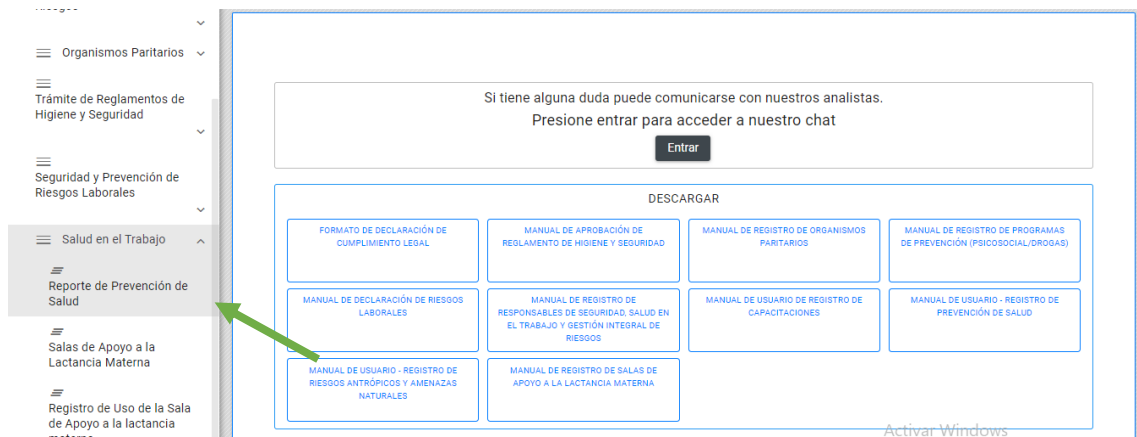 Organismos Paritarios
Trámite de Reglamentos de
Higiene y Seguridad
Seguridad y Prevención de
Riesgos Laborales
Salud en el Trabajo
Reporte de Prevención de
Salud
Salas de Apoyo a la
Lactancia Materna
Registro de Uso de la Sala
de Apoyo a la lactancia
Si tiene alguna duda puede comunicarse con nuestros analistas.
Presione entrar para acceder a nuestro chat
Entrar
DESCARGAR
FORMATO DE DECLARACIÓN DE
CUMPLIMIENTO LEGAL
MANUAL DE APROBACIÓN DE
REGLAMENTO DE HIGIENE Y SEGURIDAD
MANUAL DE REGISTRO DE ORGANISMOS
PARITARIOS
MANUAL DE REGISTRO DE PROGRAMAS
DE PREVENCIÓN (PSICOSOCIAL/DROGAS)
MANUAL DE DECLARACIÓN DE RIESGOS
LABORALES
MANUAL DE REGISTRO DE
RESPONSABLES DE SEGURIDAD, SALUD EN
EL TRABAJO Y GESTIÓN INTEGRAL DE
RIESGOS
MANUAL DE USUARIO DE REGISTRO DE
CAPACITACIONES
MANUAL DE USUARIO - REGISTRO DE
PREVENCIÓN DE SALUD
MANUAL DE USUARIO - REGISTRO DE
RIESGOS ANTRÓPICOS Y AMENAZAS
NATURALES
MANUAL DE REGISTRO DE SALAS DE
APOYO A LA LACTANCIA MATERNA
Activar Windows